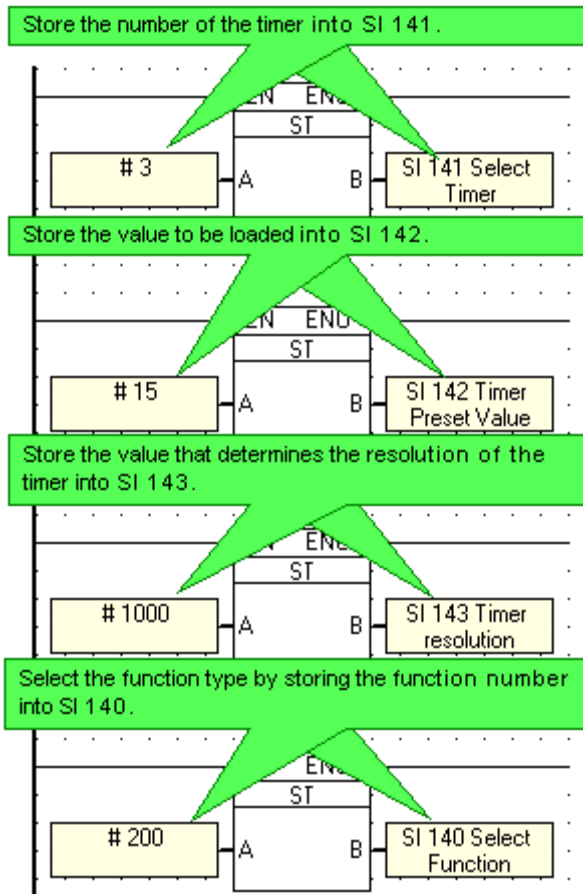 Store the number of the timer into SI 141.
EN ENO
ST
# 3
A
B
SI 141 Select
Timer
Store the value to be loaded into SI 142.
EN ENO
ST
# 15
A
B
SI 142 Timer
Preset Value
Store the value that determines the resolution of the
timer into SI 143.
EN ENO
ST
# 1000
A
B
SI 143 Timer
resolution
Select the function type by storing the function number
into SI 140.
ENO
ST
# 200
A
B
SI 140 Select
Function